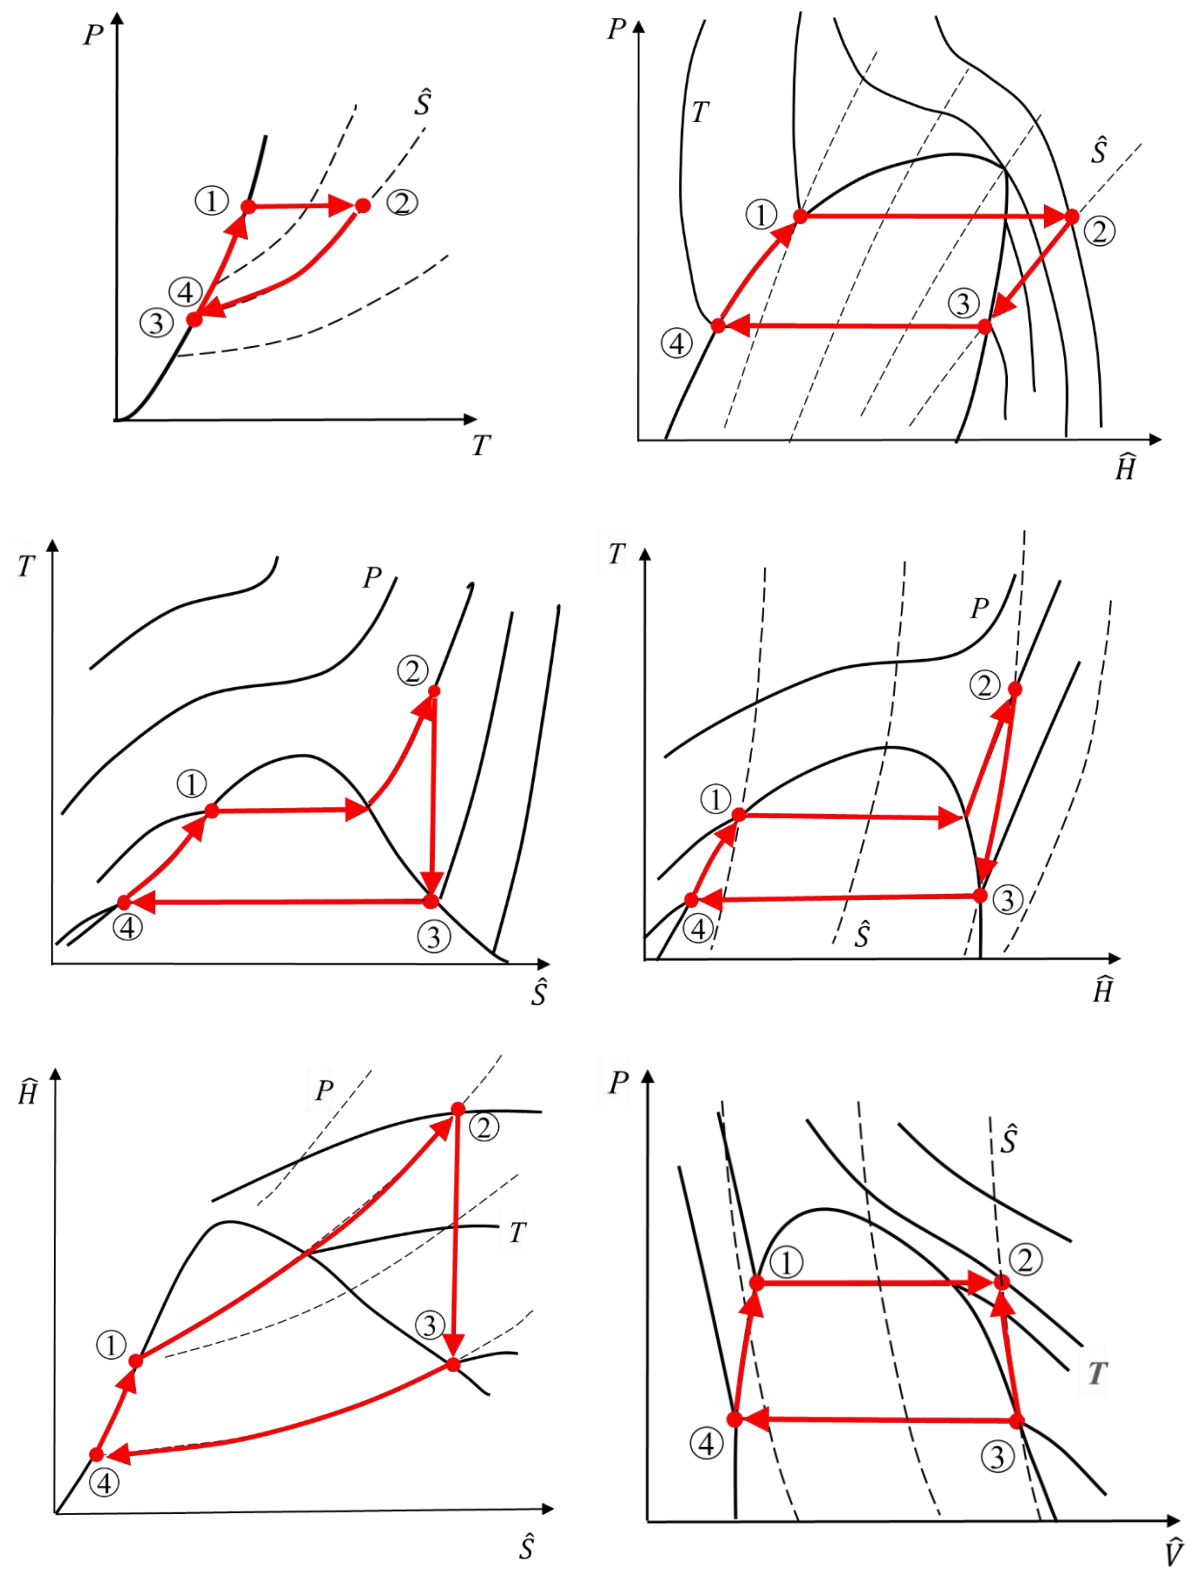 P
Ŝ
①
②
④
③
T
P
T
Ŝ
①
②
③
④
Ĥ
T
P
②
①
④
③
Ŝ
T
P
②
①
③
④
Ŝ
Ĥ
Ĥ
P
②
T
③
①
④
Ŝ
P
Ŝ
②
①
T
④
③
V̂